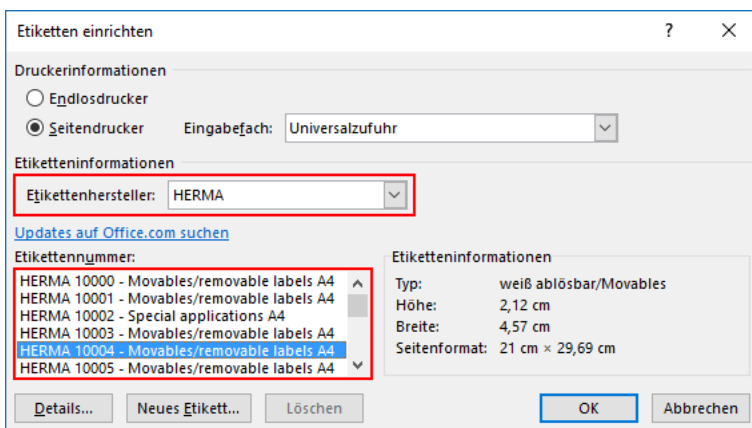 Etiketten einrichten
Druckerinformationen
Endlosdrucker
Seitendrucker Eingabefach: Universalzufuhr
Etiketteninformationen
Etikettenhersteller: HERMA
Updates auf Office.com suchen
Etikettennummer:
HERMA 10000 - Movables/removable labels A4
HERMA 10001 - Movables/removable labels A4
HERMA 10002 - Special applications A4
HERMA 10003 - Movables/removable labels A4
HERMA 10004 - Movables/removable labels A4
HERMA 10005 - Movables/removable labels A4
Etiketteninformationen
Typ: weiß ablösbar/Movables
Höhe: 2,12 cm
Breite: 4,57 cm
Seitenformat: 21 cm × 29,69 cm
Details... Neues Etikett... Löschen OK Abbrechen